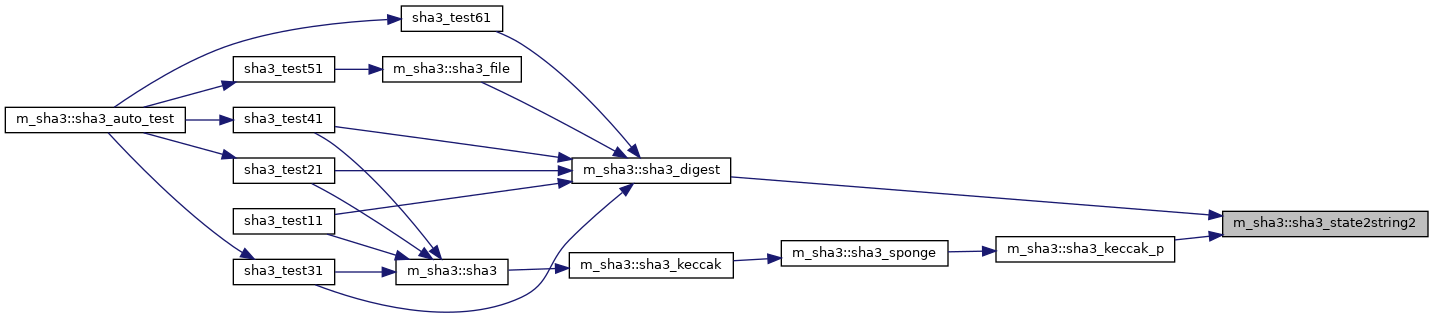 sha3_test61
sha3_test51
m_sha3::sha3_file
m_sha3::sha3_auto_test
sha3_test41
sha3_test21
m_sha3::sha3_digest
sha3_test11
m_sha3::sha3_state2string2
m_sha3::sha3_keccak_p
m_sha3::sha3_sponge
m_sha3::sha3_keccak
sha3_test31
m_sha3::sha3